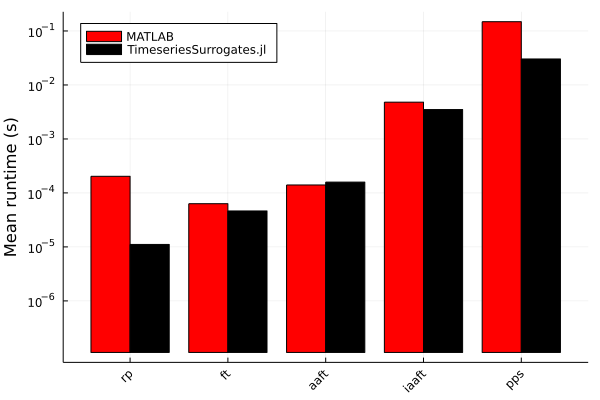 MATLAB
TimeseriesSurrogates.jl
Mean runtime (s)
10⁻¹
10⁻²
10⁻³
10⁻⁴
10⁻⁵
10⁻⁶
rp
ft
aaft
iaaft
pps